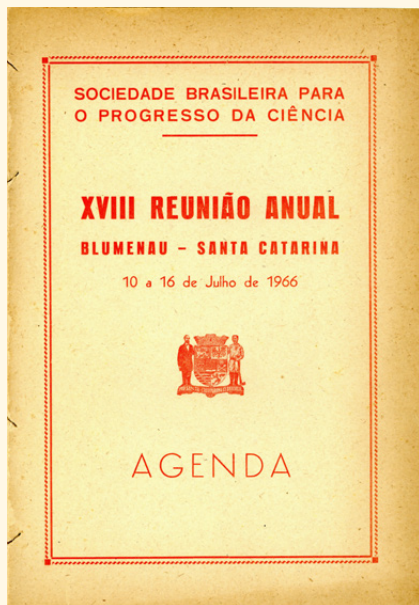 SOCIEDADE BRASILEIRA PARA
O PROGRESSO DA CIÊNCIA
XVIII REUNIÃO ANUAL
BLUMENAU – SANTA CATARINA
10 a 16 de Julho de 1966
AGENDA